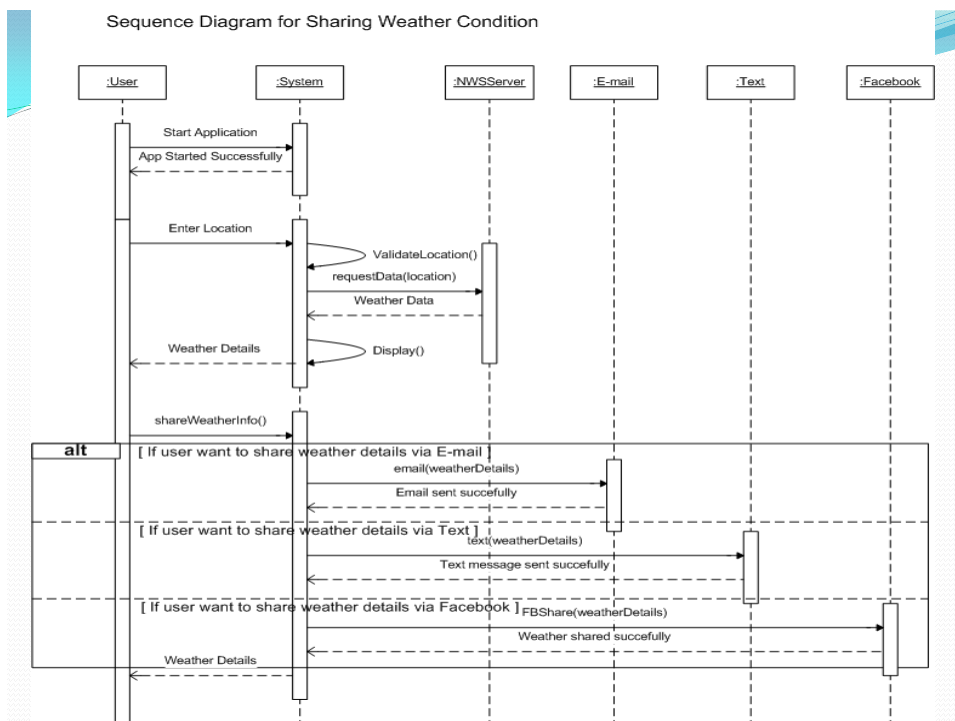 Sequence Diagram for Sharing Weather Condition
:User
:System
:NWSServer
:E-mail
:Text
:Facebook
Start Application
App Started Successfully
Enter Location
ValidateLocation()
requestData(location)
Weather Data
Weather Details
Display()
shareWeatherInfo()
alt
[ If user want to share weather details via E-mail ]
email(weatherDetails)
Email sent succefully
[ If user want to share weather details via Text ]
text(weatherDetails)
Text message sent succefully
[ If user want to share weather details via Facebook ]
FBShare(weatherDetails)
Weather shared succefully
Weather Details